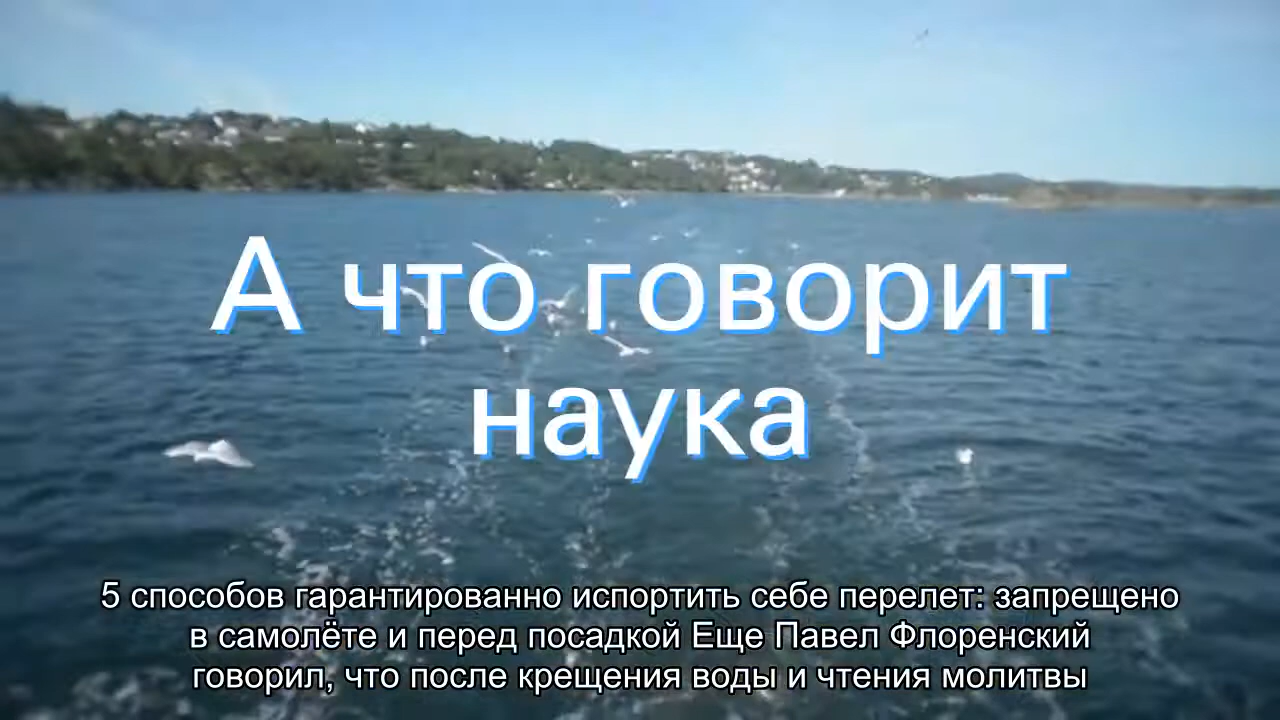 А что говорит
наука
5 способов гарантированно испортить себе перелет: запрещено
в самолёте и перед посадкой Еще Павел Флоренский
говорил, что после крещения воды и чтения молитвы